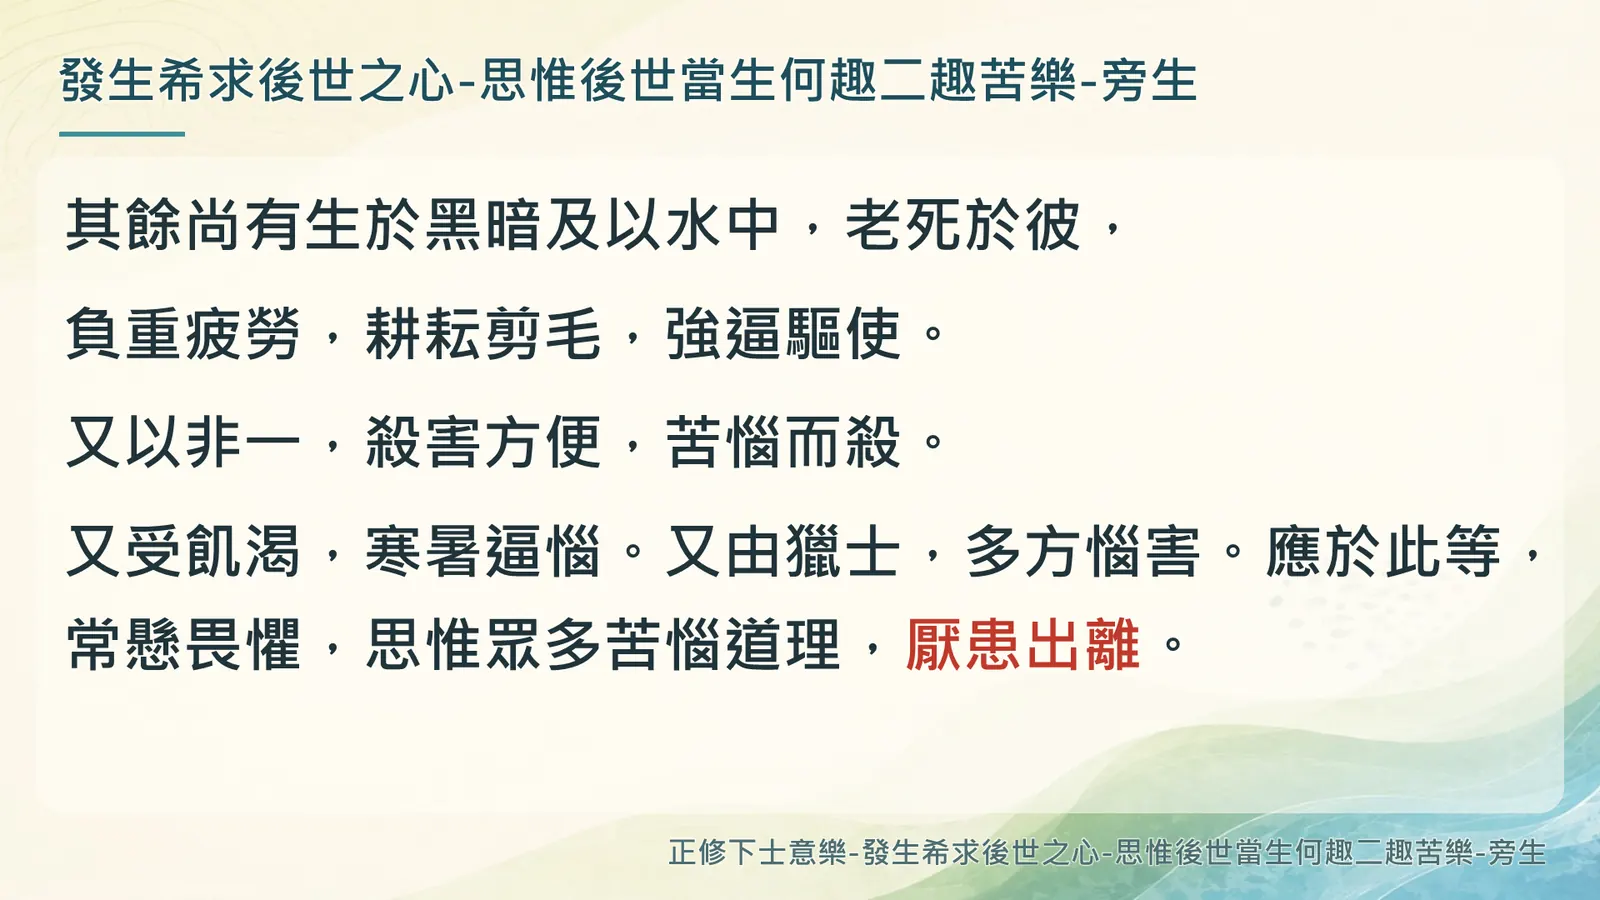 發生希求後世之心-思惟後世當生何趣二趣苦樂-旁生
其餘尚有生於黑暗及以水中，老死於彼，
負重疲勞，耕耘剪毛，強逼驅使。
又以非一，殺害方便，苦惱而殺。
又受飢渴，寒暑逼惱。又由獵士，多方惱害。應於此等，
常懸畏懼，思惟眾多苦惱道理，厭患出離。
正修下士意樂-發生希求後世之心-思惟後世當生何趣二趣苦樂-旁生